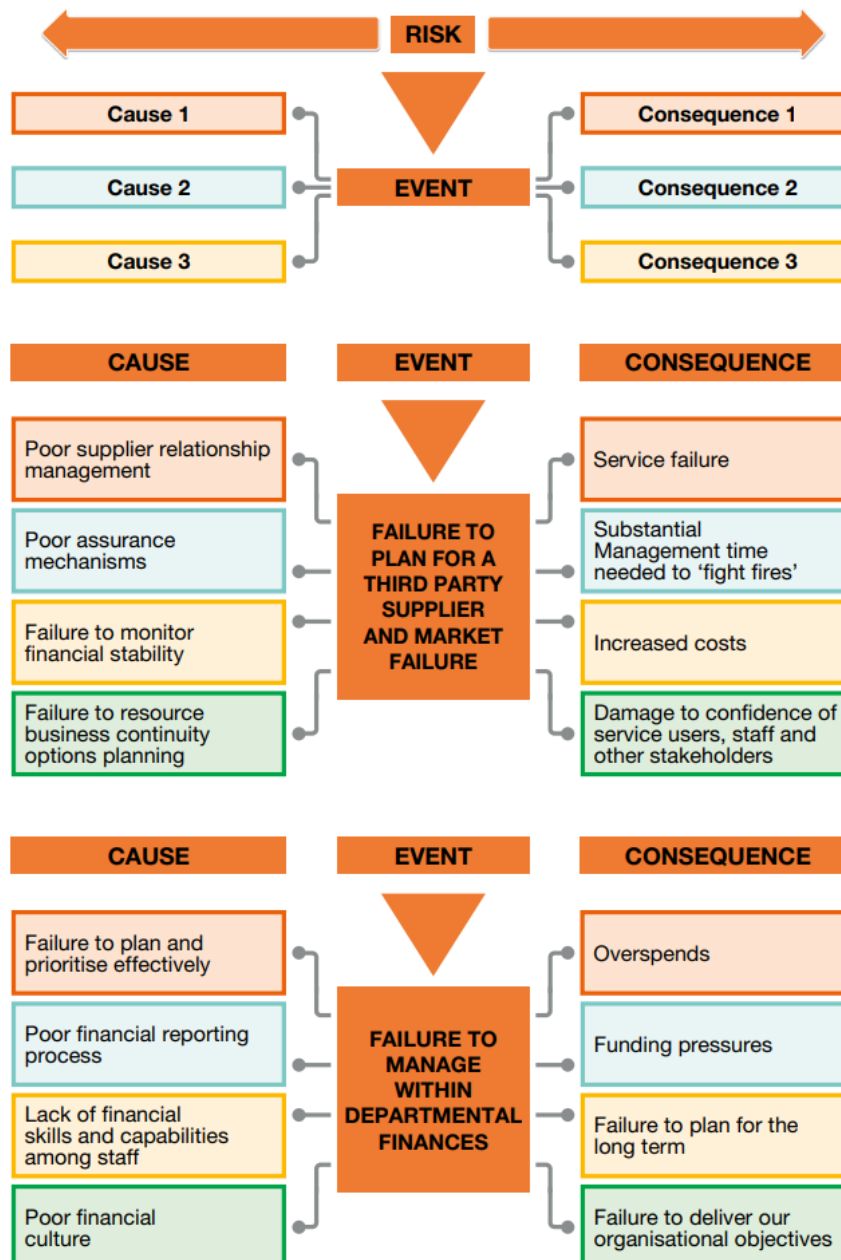 RISK
Cause 1
Consequence 1
Cause 2
EVENT
Consequence 2
Cause 3
Consequence 3
CAUSE
EVENT
CONSEQUENCE
Poor supplier relationship
management
Poor assurance
mechanisms
Failure to monitor
financial stability
Failure to resource
business continuity
options planning
FAILURE TO
PLAN FOR A
THIRD PARTY
SUPPLIER
AND MARKET
FAILURE
Service failure
Substantial
Management time
needed to ‘fight fires’
Increased costs
Damage to confidence of
service users, staff and
other stakeholders
CAUSE
EVENT
CONSEQUENCE
Failure to plan and
prioritise effectively
Poor financial reporting
process
Lack of financial
skills and capabilities
among staff
Poor financial
culture
FAILURE TO
MANAGE
WITHIN
DEPARTMENTAL
FINANCES
Overspends
Funding pressures
Failure to plan for the
long term
Failure to deliver our
organisational objectives